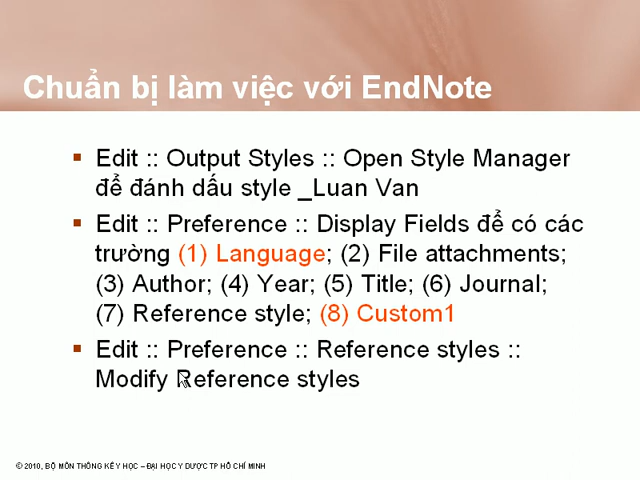 Chuẩn bị làm việc với EndNote
Edit :: Output Styles :: Open Style Manager
để đánh dấu style _Luan Van
Edit :: Preference :: Display Fields để có các
trường (1) Language; (2) File attachments;
(3) Author; (4) Year; (5) Title; (6) Journal;
(7) Reference style; (8) Custom1
Edit :: Preference :: Reference styles ::
Modify Reference styles
© 2010, BỘ MÔN THỐNG KÊ Y HỌC – ĐẠI HỌC Y DƯỢC TP HỒ CHÍ MINH